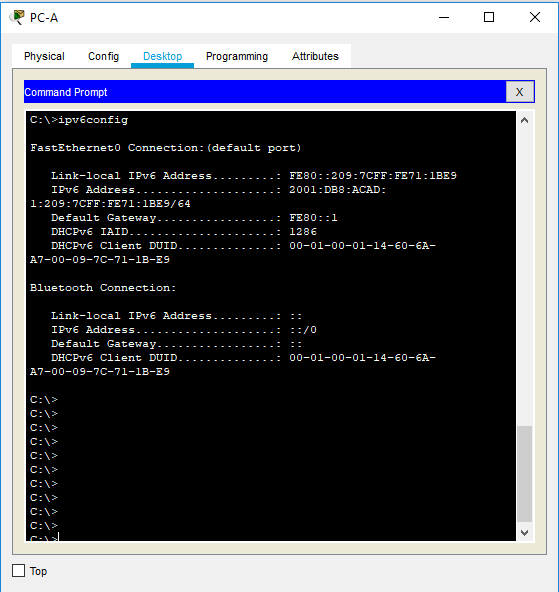 PC-A
Physical Config Desktop Programming Attributes
Command Prompt X
C:\>ipv6config
FastEthernet0 Connection:(default port)
Link-local IPv6 Address.........: FE80::209:7CFF:FE71:1BE9
IPv6 Address....................: 2001:DB8:ACAD:
1:209:7CFF:FE71:1BE9/64
Default Gateway.................: FE80::1
DHCPv6 IAID.....................: 1286
DHCPv6 Client DUID..............: 00-01-00-01-14-60-6A-
A7-00-09-7C-71-1B-E9
Bluetooth Connection:
Link-local IPv6 Address.........: ::
IPv6 Address....................: ::/0
Default Gateway.................: ::
DHCPv6 Client DUID..............: 00-01-00-01-14-60-6A-
A7-00-09-7C-71-1B-E9
C:\>
C:\>
C:\>
C:\>
C:\>
C:\>
C:\>
C:\>
C:\>
C:\>
C:\>
Top